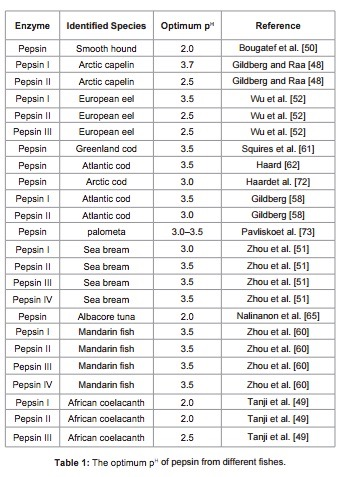 Enzyme Identified Species Optimum pH Reference
Pepsin Smooth hound 2.0 Bougatef et al. [50]
Pepsin I Arctic capelin 3.7 Gildberg and Raa [48]
Pepsin II Arctic capelin 2.5 Gildberg and Raa [48]
Pepsin I European eel 3.5 Wu et al. [52]
Pepsin II European eel 2.5 Wu et al. [52]
Pepsin III European eel 2.5 Wu et al. [52]
Pepsin Greenland cod 3.5 Squires et al. [61]
Pepsin Atlantic cod 3.5 Haard [62]
Pepsin Arctic cod 3.0 Haardet al. [72]
Pepsin I Atlantic cod 3.5 Gildberg [58]
Pepsin II Atlantic cod 3.0 Gildberg [58]
Pepsin palometa 3.0–3.5 Pavliskoet al. [73]
Pepsin I Sea bream 3.0 Zhou et al. [51]
Pepsin II Sea bream 3.5 Zhou et al. [51]
Pepsin III Sea bream 3.5 Zhou et al. [51]
Pepsin IV Sea bream 3.5 Zhou et al. [51]
Pepsin Albacore tuna 2.0 Nalinanon et al. [65]
Pepsin I Mandarin fish 3.5 Zhou et al. [60]
Pepsin II Mandarin fish 3.5 Zhou et al. [60]
Pepsin III Mandarin fish 3.5 Zhou et al. [60]
Pepsin IV Mandarin fish 3.5 Zhou et al. [60]
Pepsin I African coelacanth 2.0 Tanji et al. [49]
Pepsin II African coelacanth 2.0 Tanji et al. [49]
Pepsin III African coelacanth 2.5 Tanji et al. [49]
Table 1: The optimum pH of pepsin from different fishes.